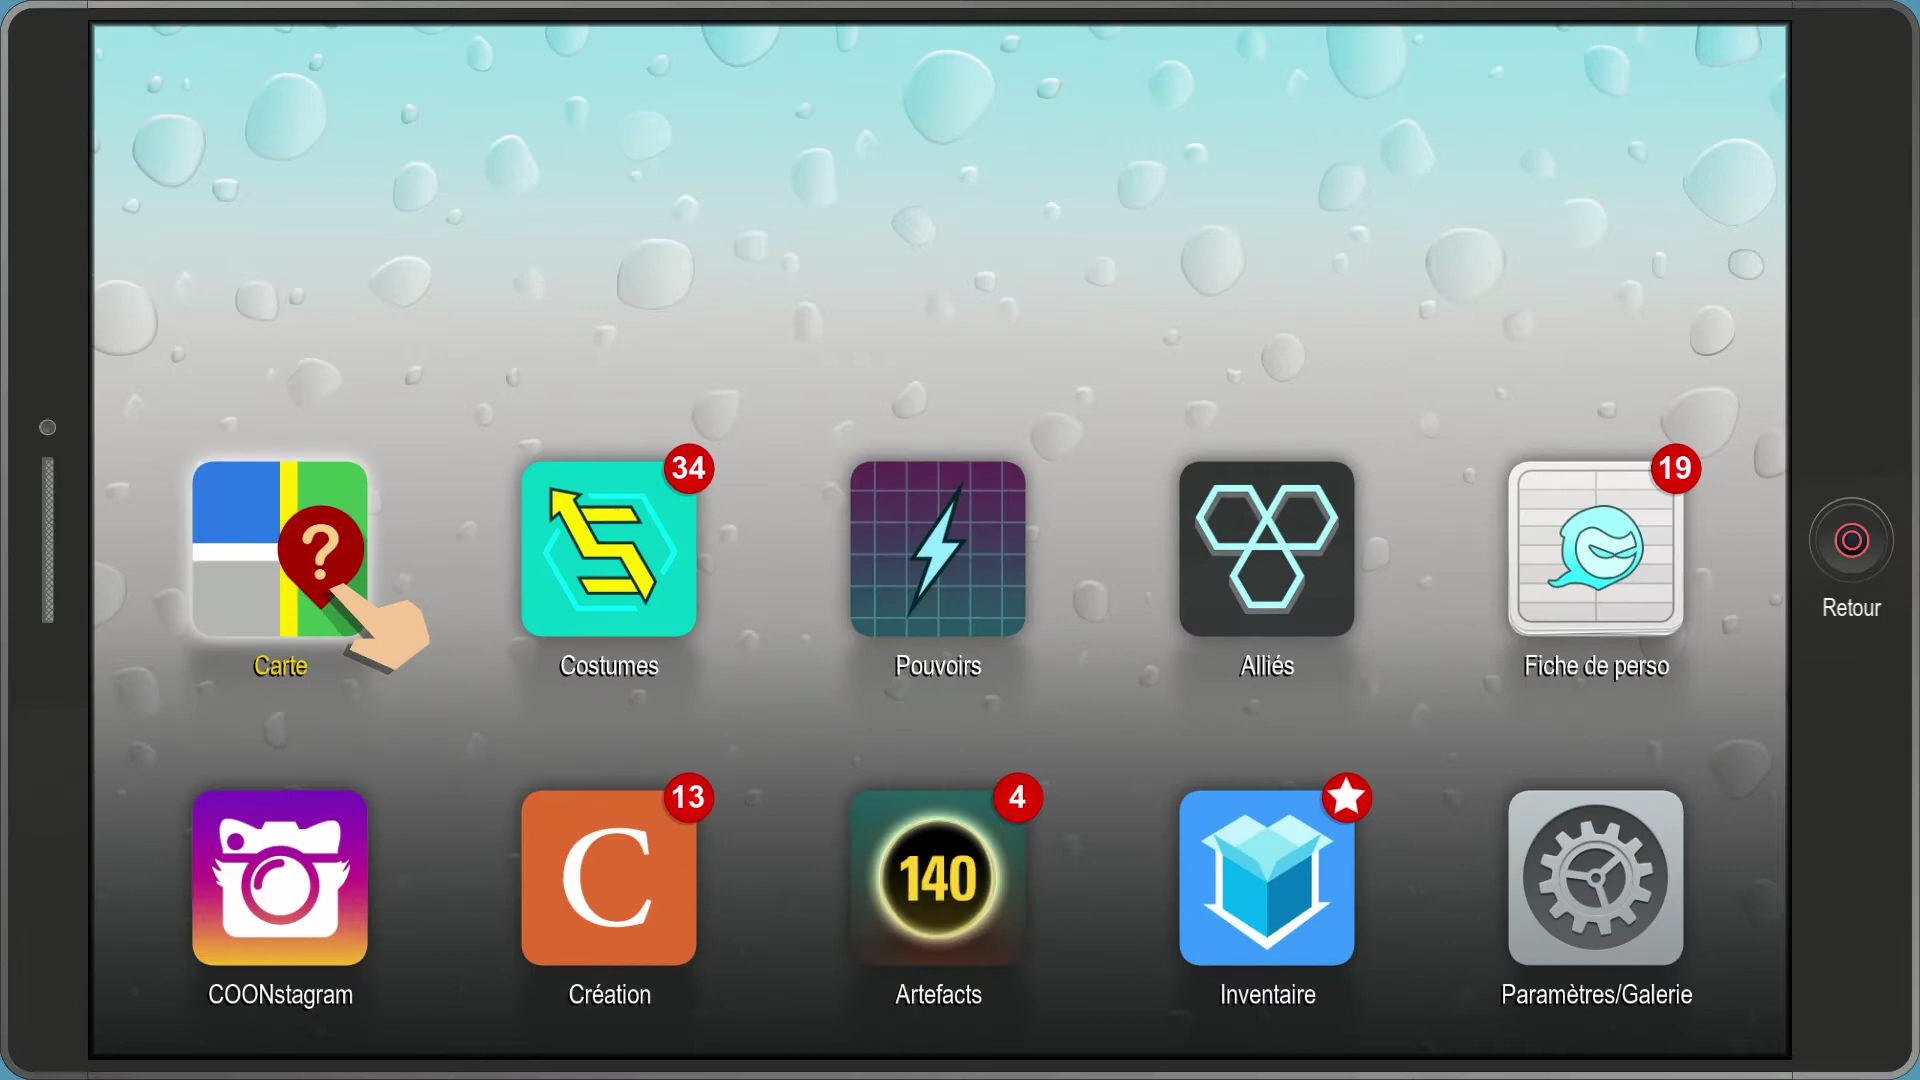 ?
34
19
Carte
Costumes
Pouvoirs
Alliés
Fiche de perso
Retour
13
4
C
140
COONstagram
Création
Artefacts
Inventaire
Paramètres/Galerie